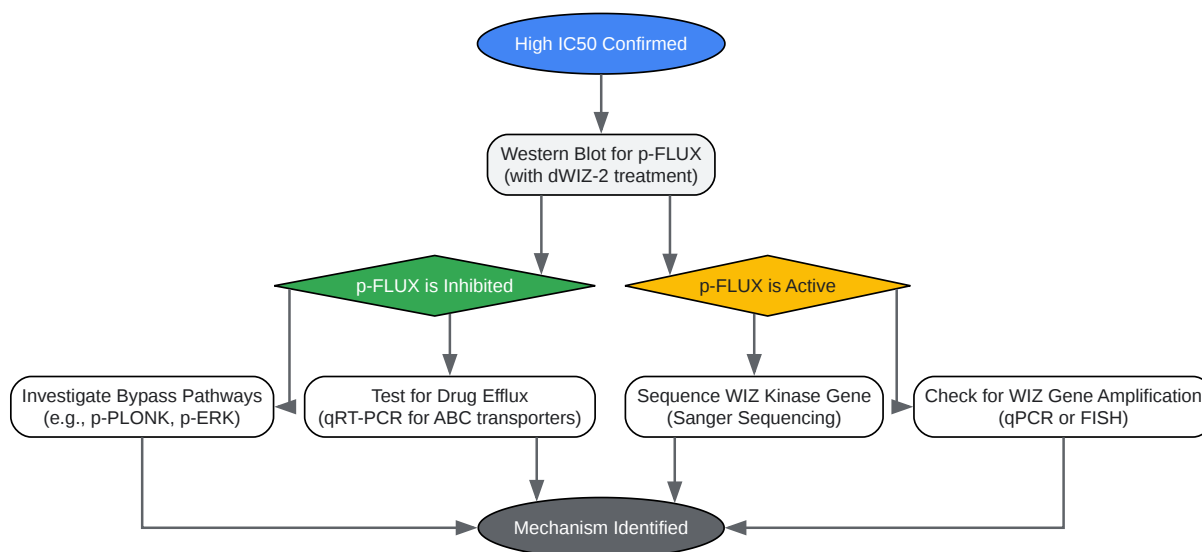 High IC50 Confirmed
Western Blot for p-FLUX
(with dWIZ-2 treatment)
p-FLUX is Inhibited
p-FLUX is Active
Investigate Bypass Pathways
(e.g., p-PLONK, p-ERK)
Test for Drug Efflux
(qRT-PCR for ABC transporters)
Sequence WIZ Kinase Gene
(Sanger Sequencing)
Check for WIZ Gene Amplification
(qPCR or FISH)
Mechanism Identified